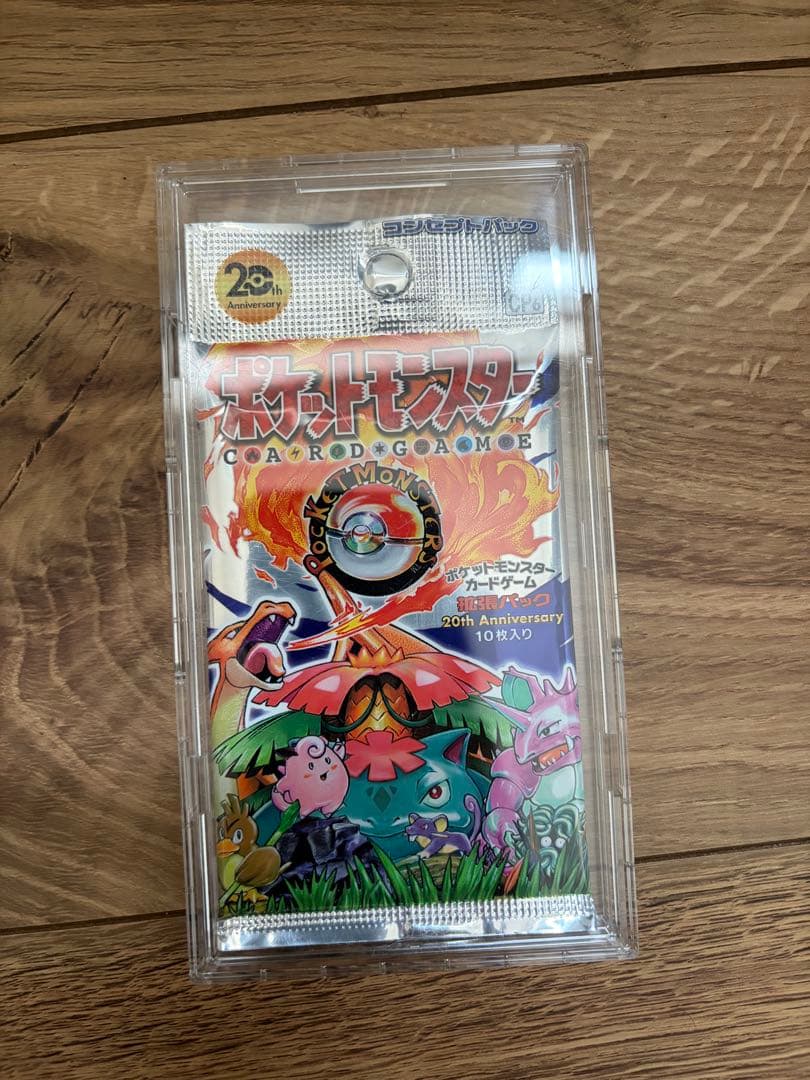 コンセプトパック
20th
Anniversary
CP6
ポケットモンスター
TM
CARD GAME
POCKET MONSTERS
ポケットモンスター
カードゲーム
拡張パック
20th Anniversary
10枚入り